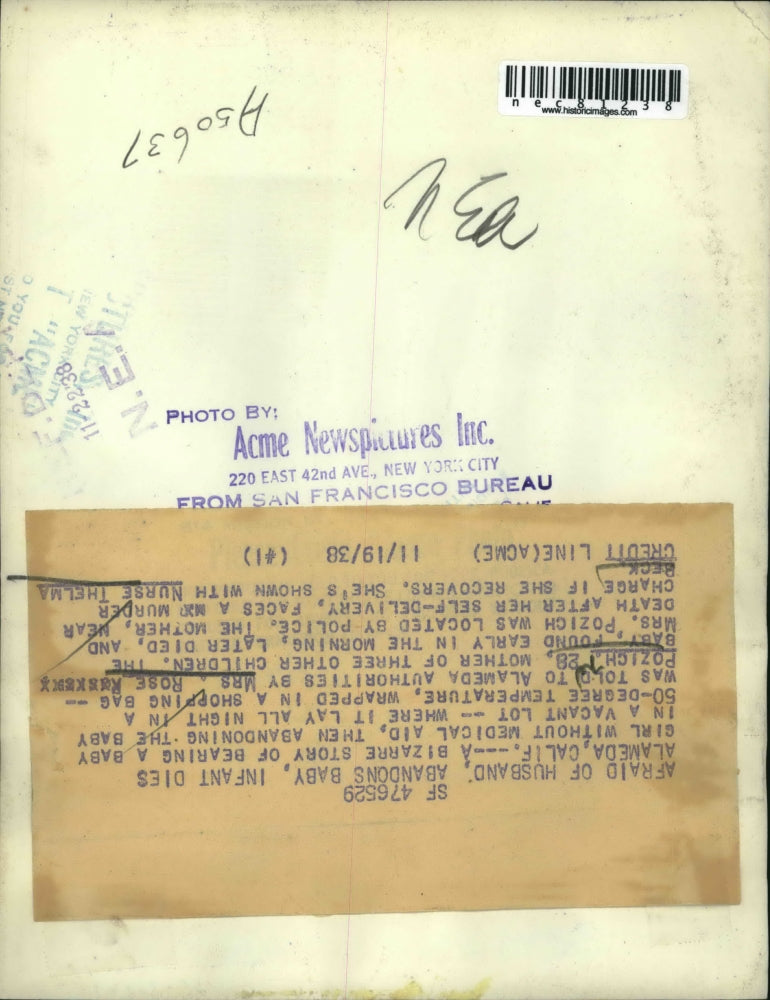 nec81238
www.historicimages.com
A50637
NEA
N.E.
11-22-38
PHOTO BY:
Acme Newspictures Inc.
220 EAST 42nd AVE., NEW YORK CITY
FROM SAN FRANCISCO BUREAU
SF 476529
AFRAID OF HUSBAND, ABANDONS BABY, INFANT DIES
ALAMEDA, CALIF.---A BIZARRE STORY OF BEARING A BABY
GIRL WITHOUT MEDICAL AID, THEN ABANDONING THE BABY
IN A VACANT LOT -- WHERE IT LAY ALL NIGHT IN A
50-DEGREE TEMPERATURE, WRAPPED IN A SHOPPING BAG --
WAS TOLD TO ALAMEDA AUTHORITIES BY MRS. ROSE
POZICH, 28, MOTHER OF THREE OTHER CHILDREN. THE
BABY, FOUND EARLY IN THE MORNING, LATER DIED, AND
MRS. POZICH WAS LOCATED BY POLICE. THE MOTHER, NEAR
DEATH AFTER HER SELF-DELIVERY, FACES A MURDER
CHARGE IF SHE RECOVERS. SHE'S SHOWN WITH NURSE THELMA
BECK
CREDIT LINE(ACME) 11/19/38 (#1)